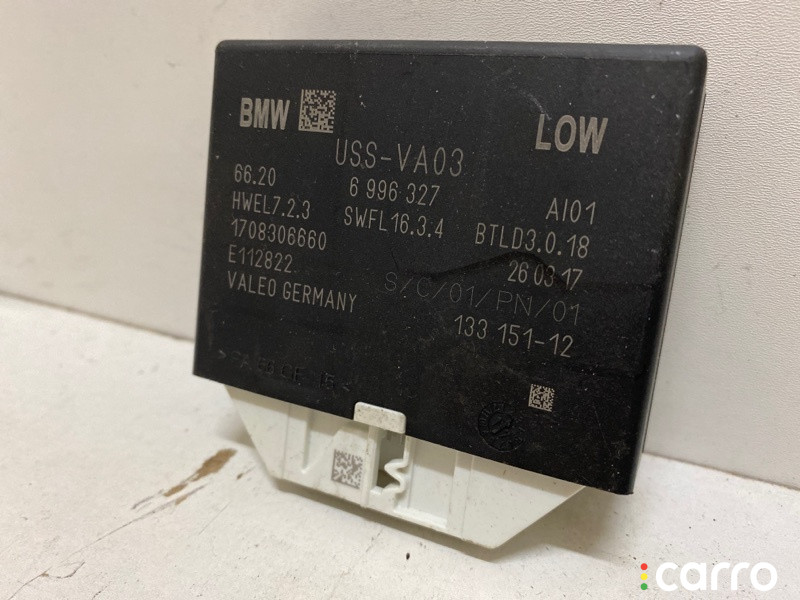 BMW
LOW
USS-VA03
66.20 6 996 327 AI01
HWEL7.2.3 SWFL16.3.4 BTLD3.0.18
1708306660 26 03 17
E112822 S/C/01/PN/01
VALEO GERMANY 133 151-12
carro